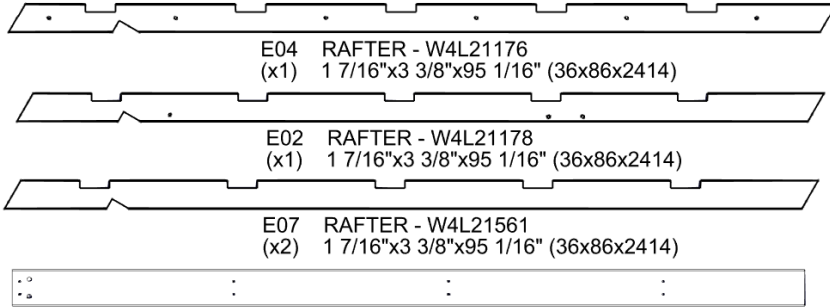 E04 RAFTER - W4L21176
(x1) 1 7/16"x3 3/8"x95 1/16" (36x86x2414)
E02 RAFTER - W4L21178
(x1) 1 7/16"x3 3/8"x95 1/16" (36x86x2414)
E07 RAFTER - W4L21561
(x2) 1 7/16"x3 3/8"x95 1/16" (36x86x2414)